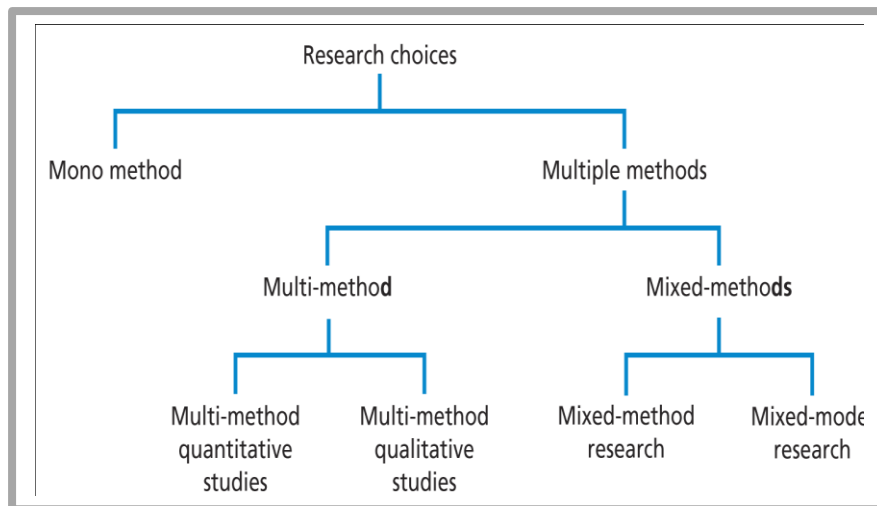 Research choices
Mono method
Multiple methods
Multi-method
Mixed-methods
Multi-method
quantitative
studies
Multi-method
qualitative
studies
Mixed-method
research
Mixed-mode
research